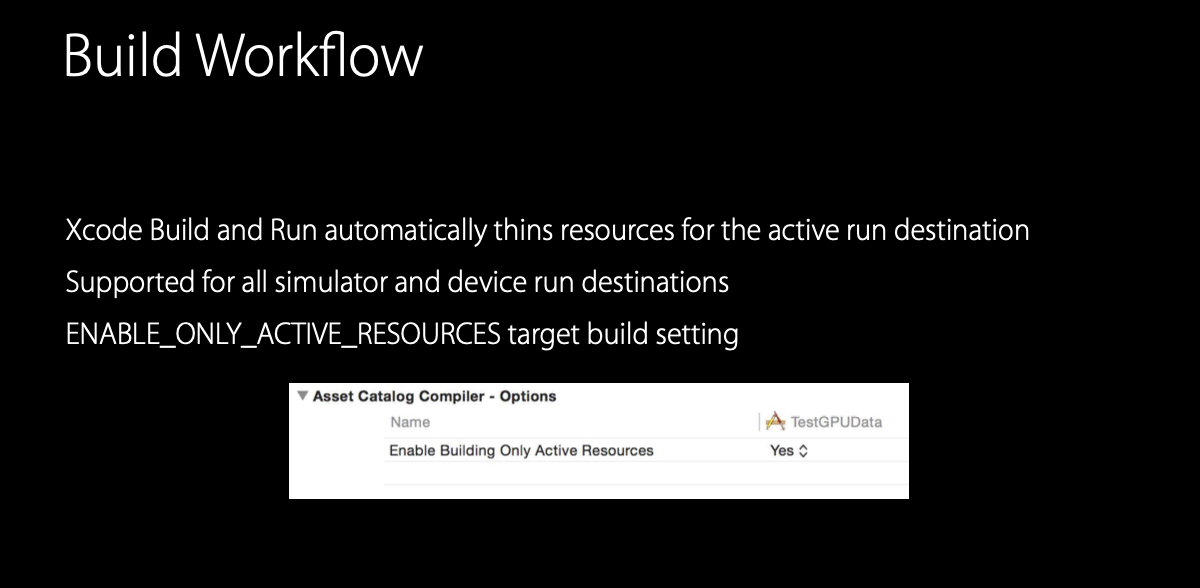 Build Workflow
Xcode Build and Run automatically thins resources for the active run destination
Supported for all simulator and device run destinations
ENABLE_ONLY_ACTIVE_RESOURCES target build setting
Asset Catalog Compiler - Options
Name TestGPUData
Enable Building Only Active Resources Yes